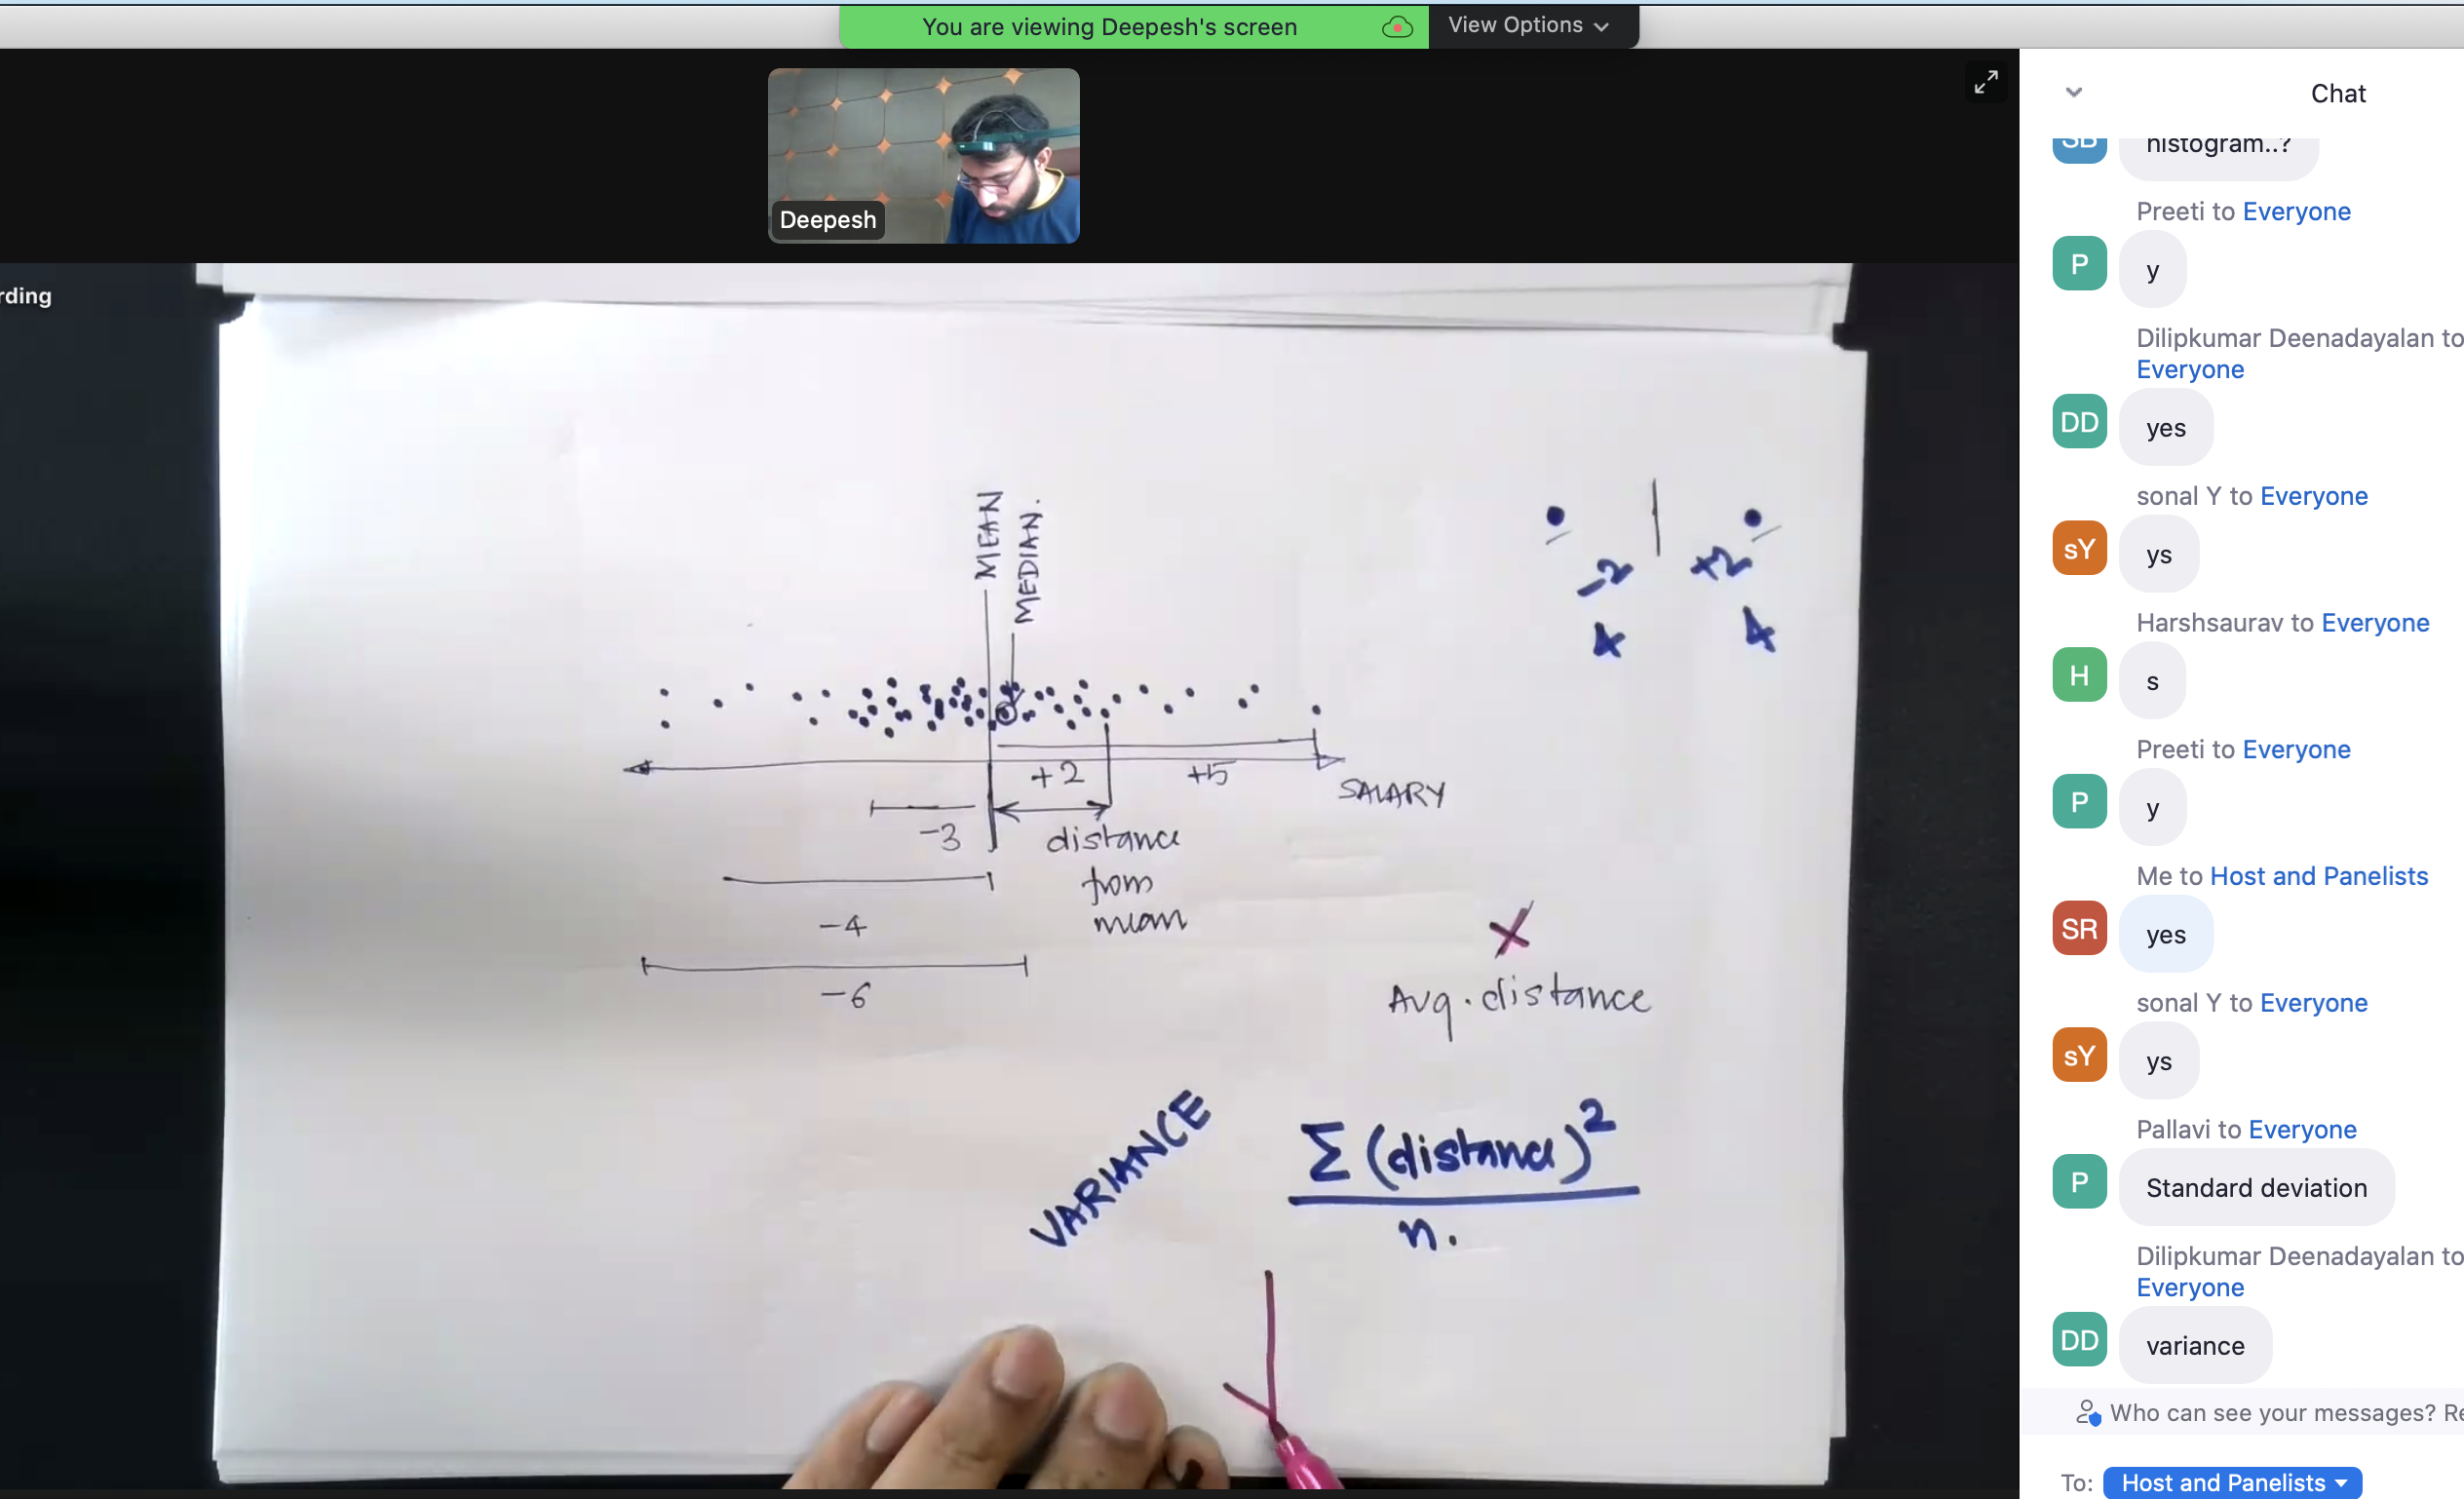 You are viewing Deepesh's screen
View Options
Deepesh
rding
MEAN
MEDIAN.
-2 +2
4 4
+2 +5
SALARY
-3
distance
from
mean
-4
-6
X
Avg. distance
VARIANCE
Σ (distance)²
n.
Chat
SB
histogram..?
Preeti to Everyone
P
y
Dilipkumar Deenadayalan to
Everyone
DD
yes
sonal Y to Everyone
sY
ys
Harshsaurav to Everyone
H
s
Preeti to Everyone
P
y
Me to Host and Panelists
SR
yes
sonal Y to Everyone
sY
ys
Pallavi to Everyone
P
Standard deviation
Dilipkumar Deenadayalan to
Everyone
DD
variance
Who can see your messages? Re
To: Host and Panelists